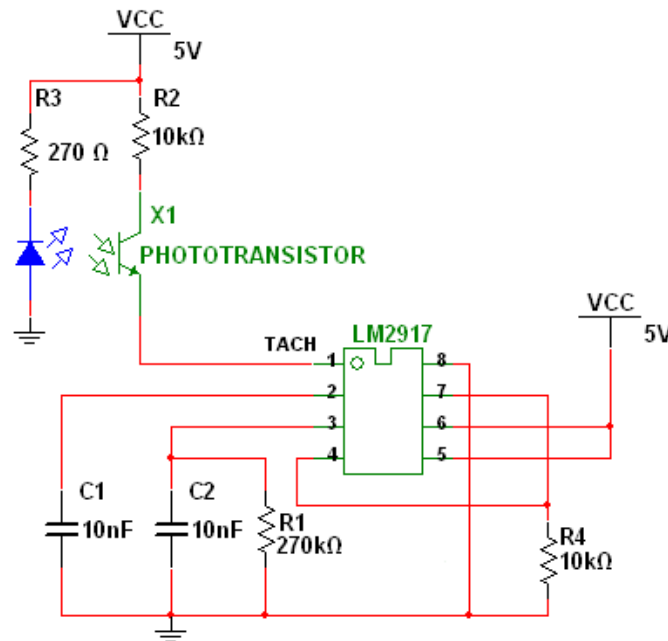 VCC
5V
R3
R2
270 Ω
10kΩ
X1
PHOTOTRANSISTOR
VCC
5V
TACH
LM2917
1
8
2
7
3
6
4
5
C1
10nF
C2
10nF
R1
270kΩ
R4
10kΩ